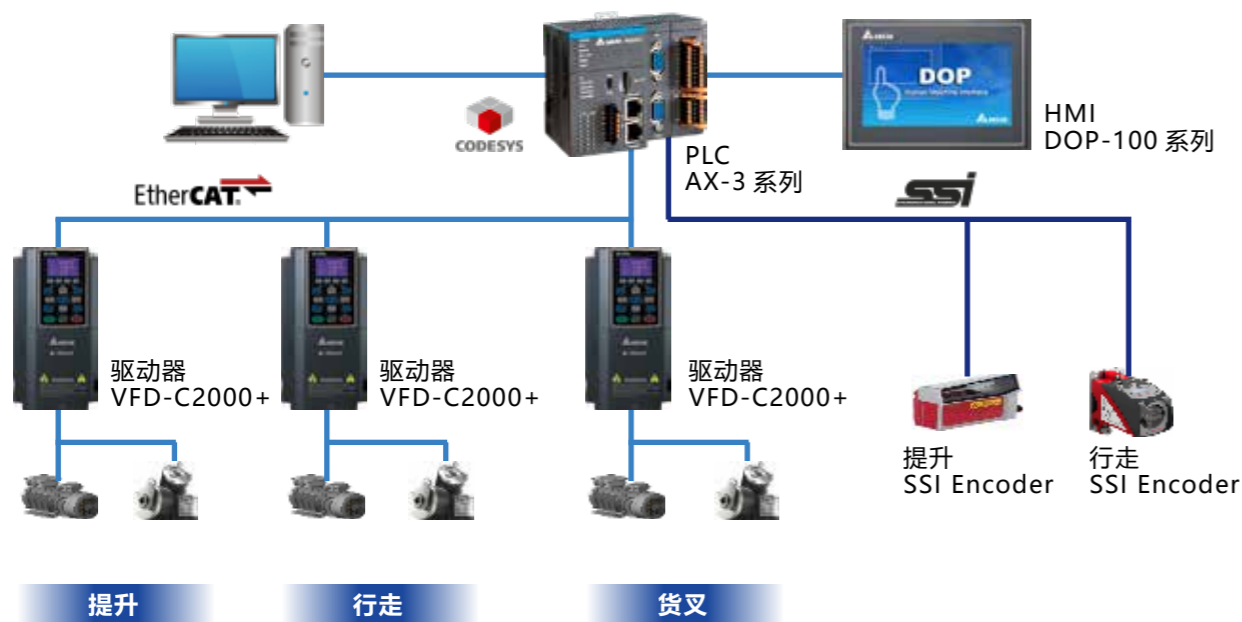 DOP
CODESYS
HMI
DOP-100 系列
PLC
AX-3 系列
EtherCAT
SSI
驱动器
VFD-C2000+
驱动器
VFD-C2000+
驱动器
VFD-C2000+
提升
SSI Encoder
行走
SSI Encoder
提升
行走
货叉